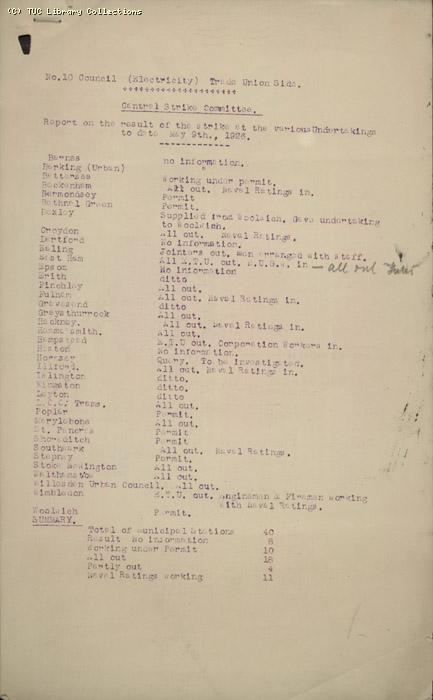 (C) TUC Library Collections
No.10 Council (Electricity) Trade Union Side.
Central Strike Committee.
Report on the result of the strike at the various Undertakings
to date May 9th., 1926.
Barnes no information.
Barking (Urban)
Battersea Working under permit.
Beckenham All out. Naval Ratings in.
Bermondsey Permit
Bethnal Green Permit.
Bexley Supplied from Woolwich. Gave undertaking
to Woolwich.
Croydon All out. Naval Ratings.
Dartford No information.
Ealing Jointers out, men arranged with staff.
East Ham All E.T.U. out. M.U.G.W. in — all out
Epsom No information
Erith ditto
Finchley All out.
Fulham All out. Naval Ratings in.
Gravesend ditto
Graysthurrock All out.
Hackney. All out. Naval Ratings in.
Hammersmith. All out.
Hampstead E.T.U out. Corporation Workers in.
Heston No information.
Hornsey Query. To be investigated.
Ilford. All out. Naval Ratings in.
Islington ditto.
Kingston ditto.
Leyton ditto
L.C.C. Trams. All out.
Poplar Permit.
Marylebone All out.
St. Pancras Permit
Shoreditch Permit
Southwark All out. Naval Ratings.
Stepney Permit.
Stoke Newington All out.
Walthamstow All out.
Willesden Urban Council, All out.
Wimbledon E.T.U. out. Engineman & Fireman working
with Naval Ratings.
Woolwich Permit.
SUMMARY.
Total of Municipal Stations 40
Result No information 8
Working under Permit 10
All out 18
Partly out 4
Naval Ratings working 11